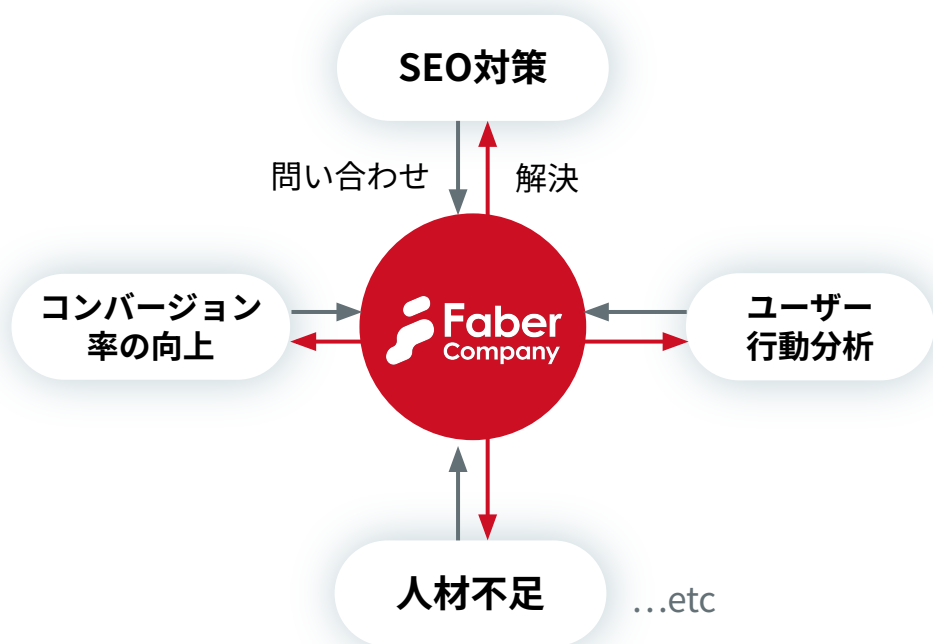 SEO対策
問い合わせ
解決
コンバージョン
率の向上
Faber
Company
ユーザー
行動分析
人材不足
…etc